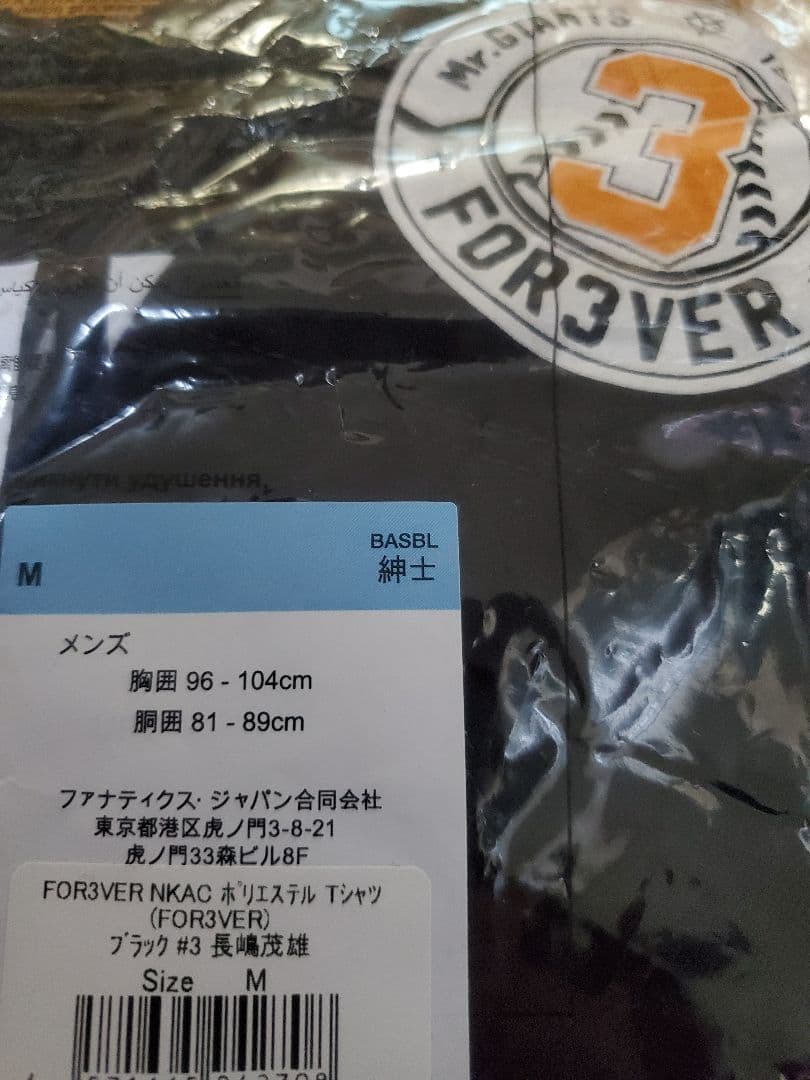 Mr.GIANTS
3
FOR3VER
икнути удушення,
M
BASBL
紳士
メンズ
胸囲 96 - 104cm
胴囲 81 - 89cm
ファナティクス・ジャパン合同会社
東京都港区虎ノ門3-8-21
虎ノ門33森ビル8F
FOR3VER NKAC ポリエステル Tシャツ
(FOR3VER)
ブラック #3 長嶋茂雄
Size M